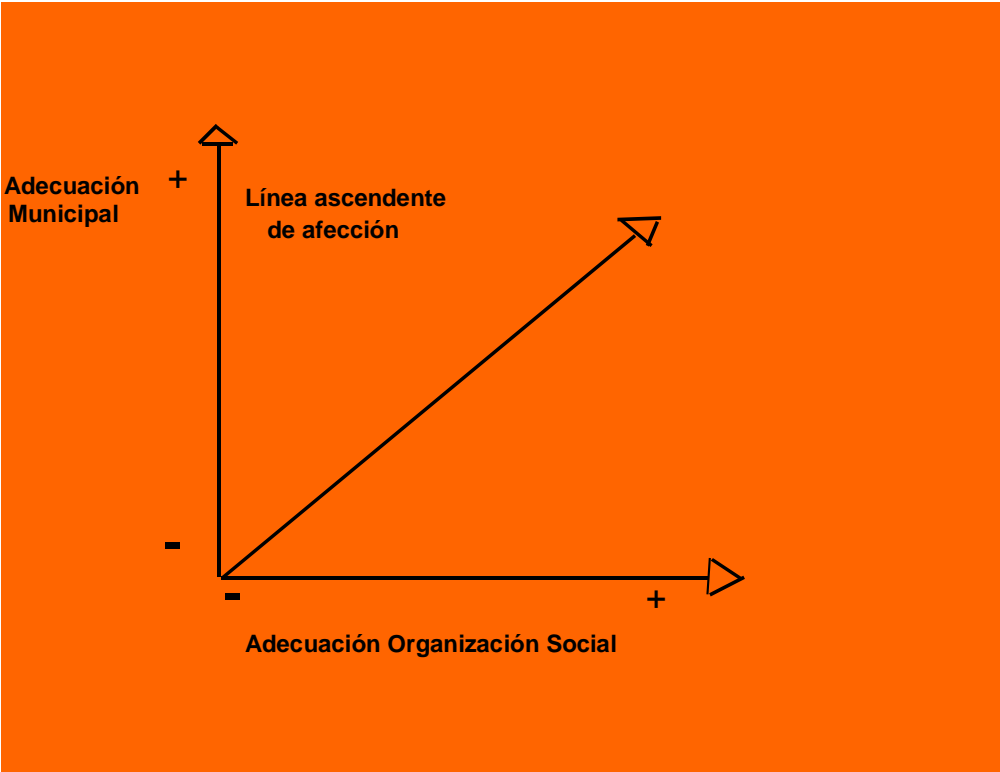 Adecuación
Municipal
+
Línea ascendente
de afección
-
-
+
Adecuación Organización Social